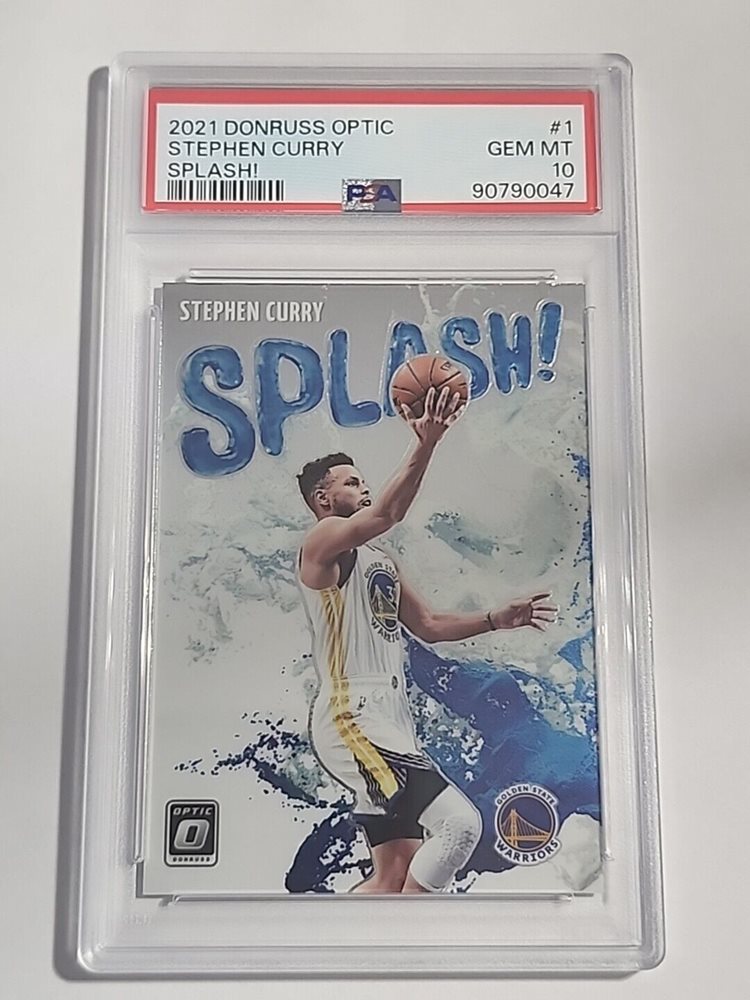 2021 DONRUSS OPTIC #1
STEPHEN CURRY GEM MT
SPLASH! 10
PSA 90790047
STEPHEN CURRY
SPLASH!
GOLDEN STATE
3
WARRIORS
OPTIC
O
DONRUSS
GOLDEN STATE
WARRIORS